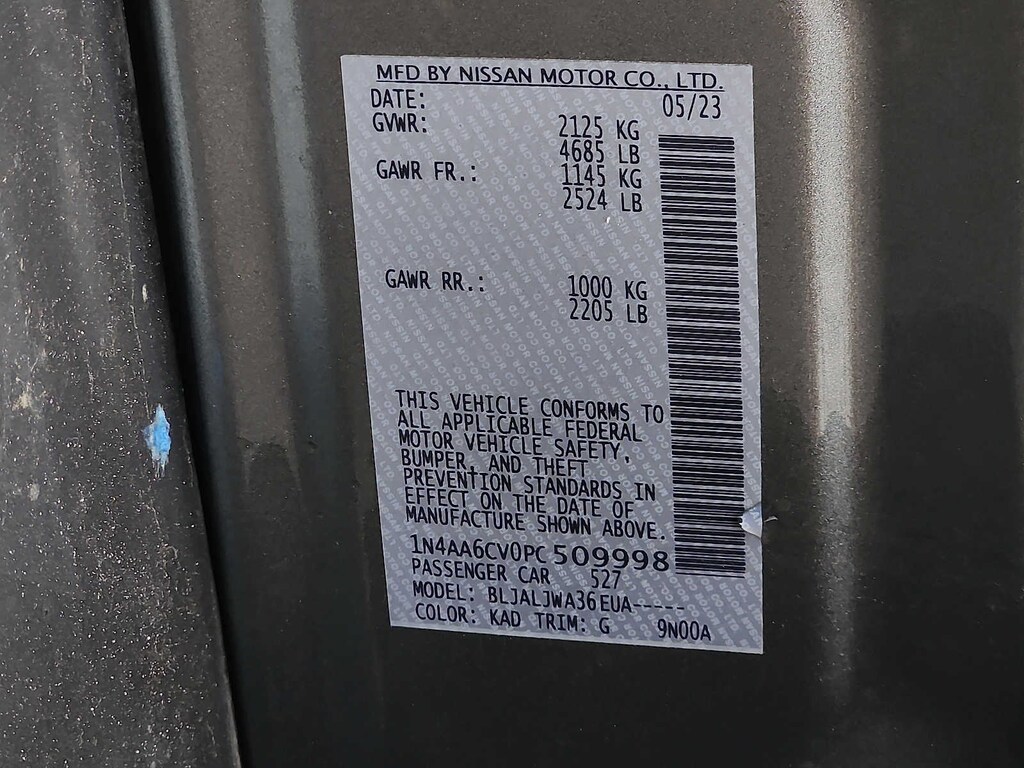 MFD BY NISSAN MOTOR CO., LTD.
DATE: 05/23
GVWR: 2125 KG
4685 LB
GAWR FR.: 1145 KG
2524 LB
GAWR RR.: 1000 KG
2205 LB
THIS VEHICLE CONFORMS TO
ALL APPLICABLE FEDERAL
MOTOR VEHICLE SAFETY,
BUMPER, AND THEFT
PREVENTION STANDARDS IN
EFFECT ON THE DATE OF
MANUFACTURE SHOWN ABOVE.
1N4AA6CV0PC509998
PASSENGER CAR 527
MODEL: BLJALJWA36EUA-----
COLOR: KAD TRIM: G 9N00A